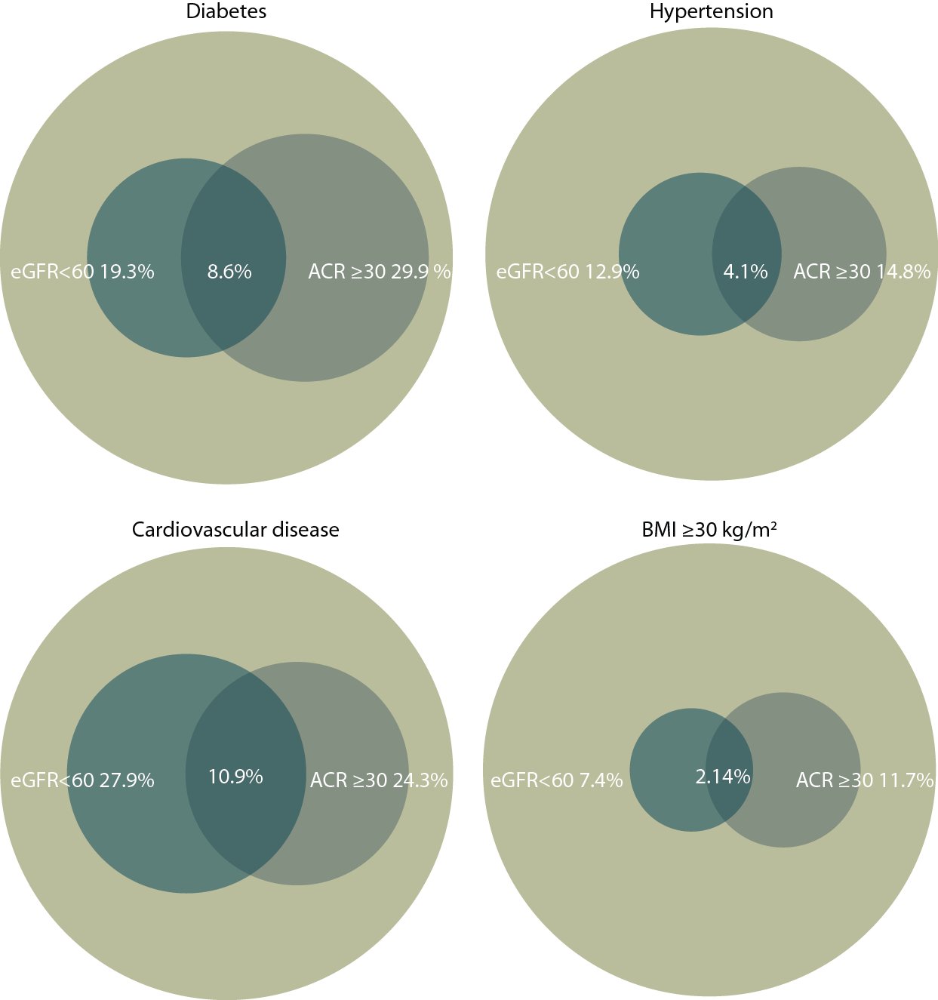 Diabetes
eGFR<60 19.3%
8.6%
ACR ≥30 29.9 %
Hypertension
eGFR<60 12.9%
4.1%
ACR ≥30 14.8%
Cardiovascular disease
eGFR<60 27.9%
10.9%
ACR ≥30 24.3%
BMI ≥30 kg/m²
eGFR<60 7.4%
2.14%
ACR ≥30 11.7%